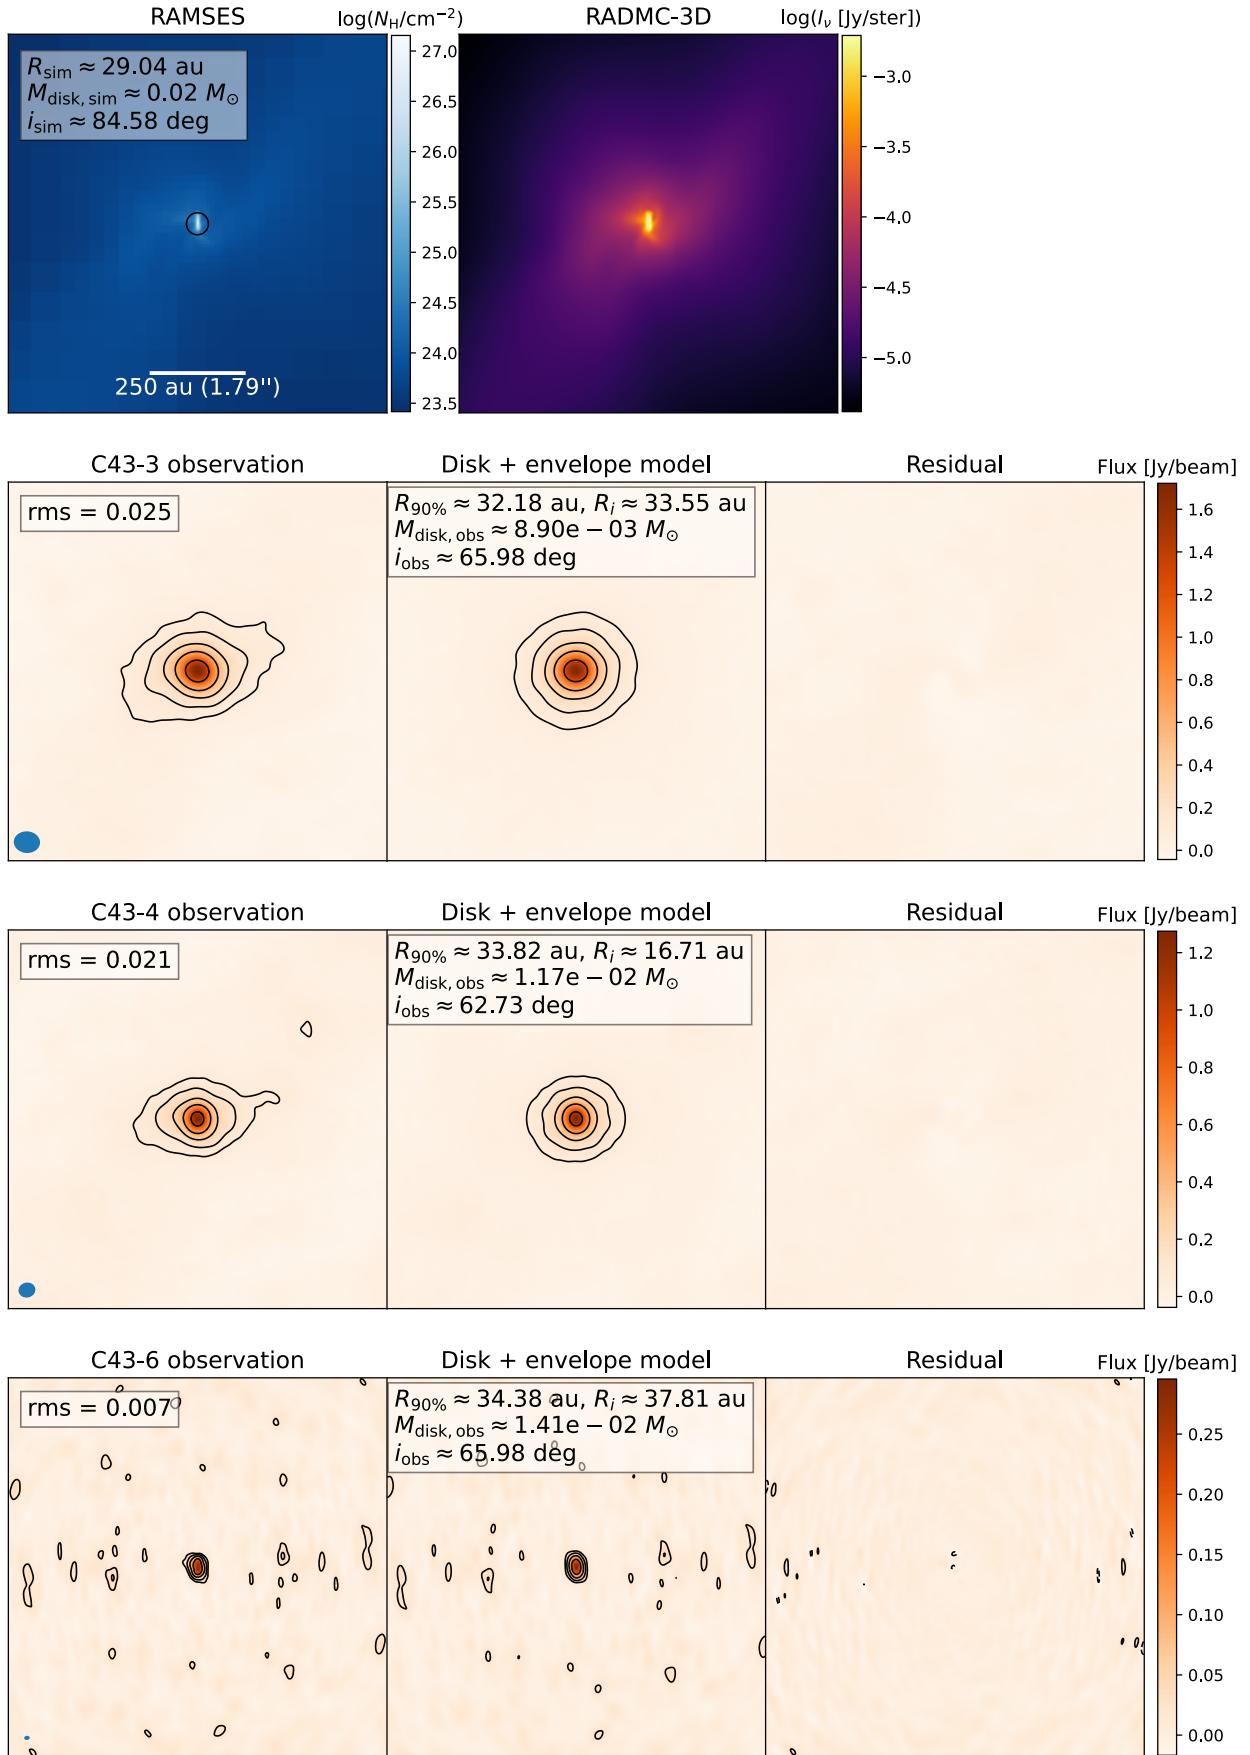 RAMSES
log(N_H/cm⁻²)
RADMC-3D
log(I_ν [Jy/ster])
R_sim ≈ 29.04 au
M_disk, sim ≈ 0.02 M_⊙
i_sim ≈ 84.58 deg
250 au (1.79'')
27.0
26.5
26.0
25.5
25.0
24.5
24.0
23.5
−3.0
−3.5
−4.0
−4.5
−5.0
C43-3 observation
Disk + envelope model
Residual
Flux [Jy/beam]
rms = 0.025
R_90% ≈ 32.18 au, R_i ≈ 33.55 au
M_disk, obs ≈ 8.90e − 03 M_⊙
i_obs ≈ 65.98 deg
1.6
1.4
1.2
1.0
0.8
0.6
0.4
0.2
0.0
C43-4 observation
Disk + envelope model
Residual
Flux [Jy/beam]
rms = 0.021
R_90% ≈ 33.82 au, R_i ≈ 16.71 au
M_disk, obs ≈ 1.17e − 02 M_⊙
i_obs ≈ 62.73 deg
1.2
1.0
0.8
0.6
0.4
0.2
0.0
C43-6 observation
Disk + envelope model
Residual
Flux [Jy/beam]
rms = 0.007
R_90% ≈ 34.38 au, R_i ≈ 37.81 au
M_disk, obs ≈ 1.41e − 02 M_⊙
i_obs ≈ 65.98 deg
0.25
0.20
0.15
0.10
0.05
0.00